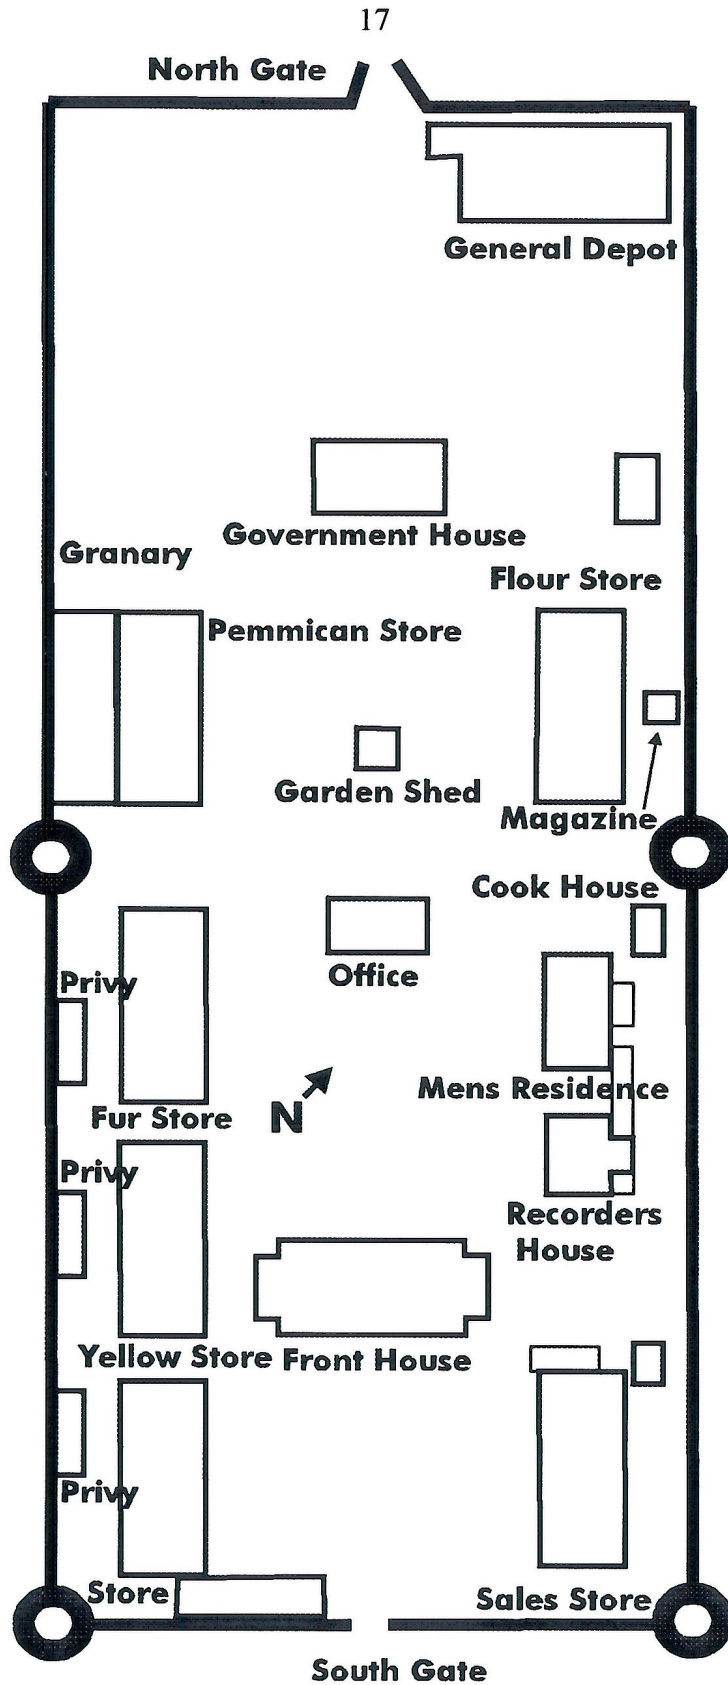 17
North Gate
General Depot
Government House
Granary
Flour Store
Pemmican Store
Garden Shed
Magazine
Cook House
Office
Privy
Mens Residence
N
Fur Store
Privy
Recorders
House
Yellow Store
Front House
Privy
Store
Sales Store
South Gate